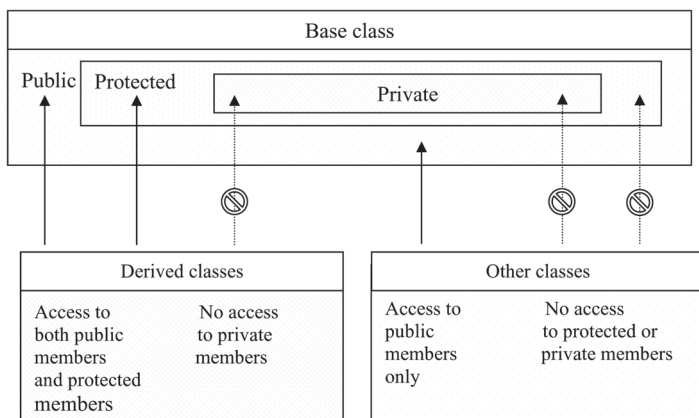 Base class
Public
Protected
Private
Derived classes
Access to
both public
members
and protected
members
No access
to private
members
Other classes
Access to
public
members
only
No access
to protected or
private members